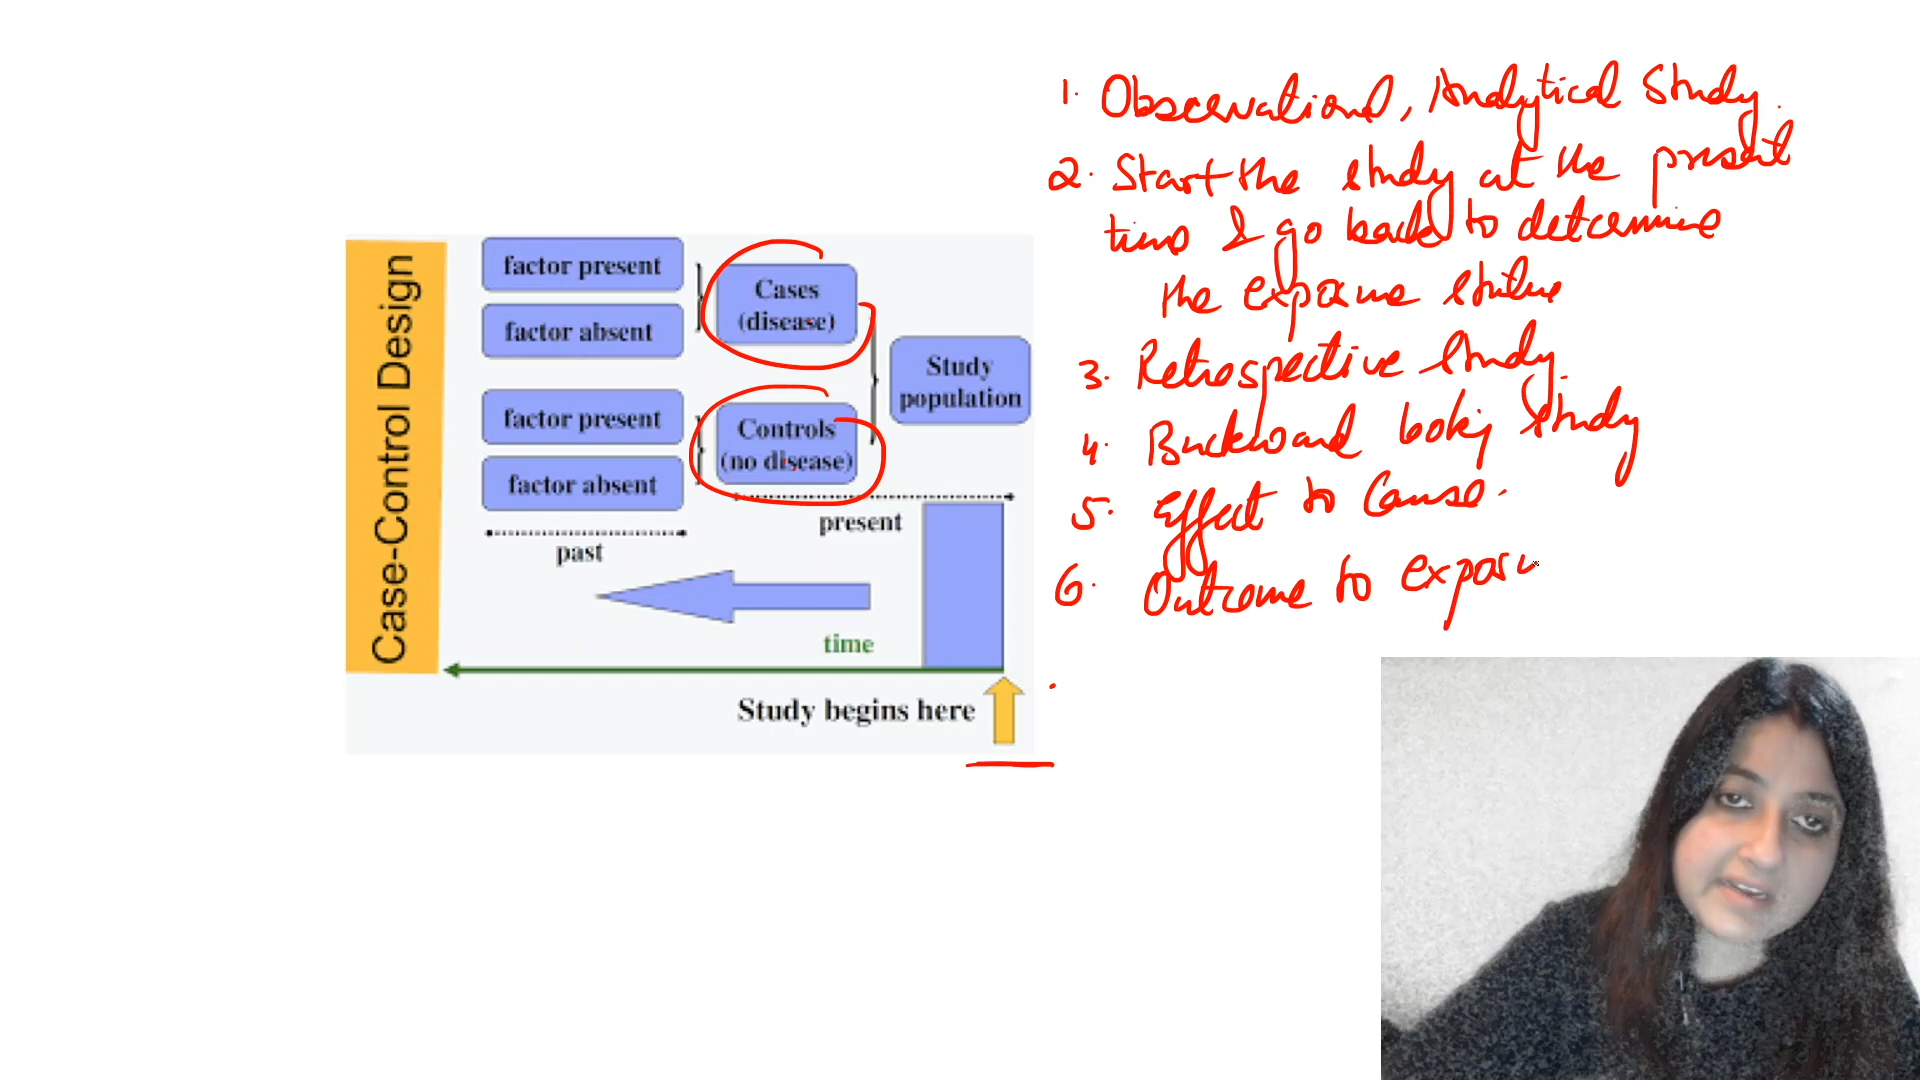 Case-Control Design
factor present
factor absent
Cases
(disease)
factor present
factor absent
Controls
(no disease)
Study
population
past
present
time
Study begins here
1. Observational, Analytical Study.
2. Start the study at the present
time & go back to determine
the exposure status
3. Retrospective study
4. Backward looking study
5. Effect to Cause.
6. Outcome to exposu